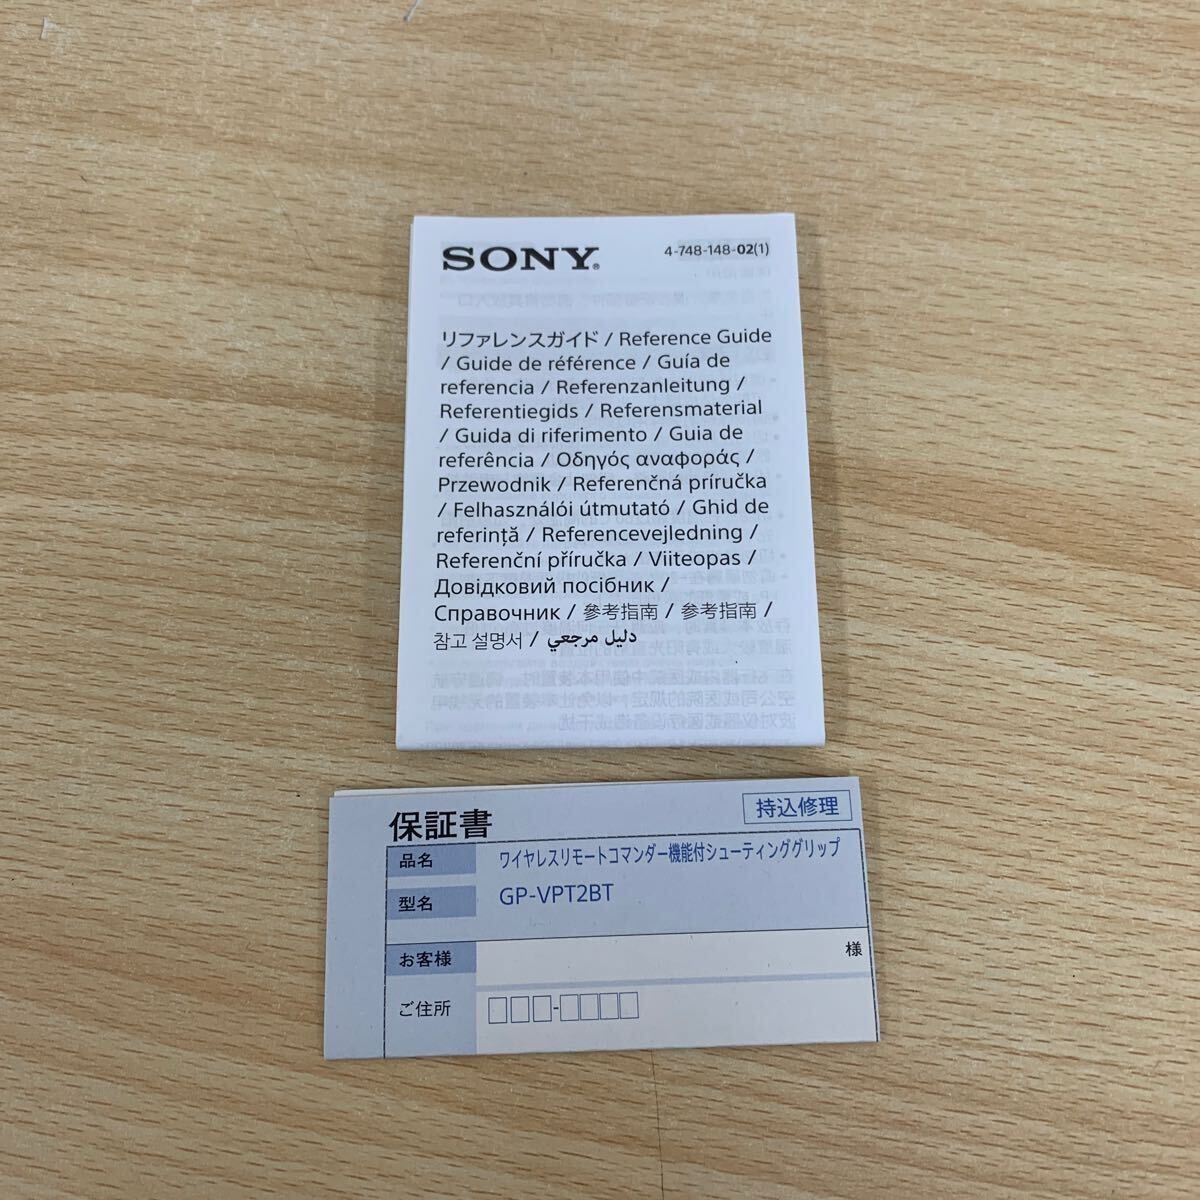 SONY®
4-748-148-02(1)
リファレンスガイド / Reference Guide
/ Guide de référence / Guía de
referencia / Referenzanleitung /
Referentiegids / Referensmaterial
/ Guida di riferimento / Guia de
referência / Οδηγός αναφοράς /
Przewodnik / Referenčná príručka
/ Felhasználói útmutató / Ghid de
referință / Referencevejledning /
Referenční příručka / Viiteopas /
Довідковий посібник /
Справочник / 參考指南 / 参考指南 /
참고 설명서 / دليل مرجعي
保証書
持込修理
品名
ワイヤレスリモートコマンダー機能付シューティンググリップ
型名
GP-VPT2BT
お客様
様
ご住所
□□□-□□□□